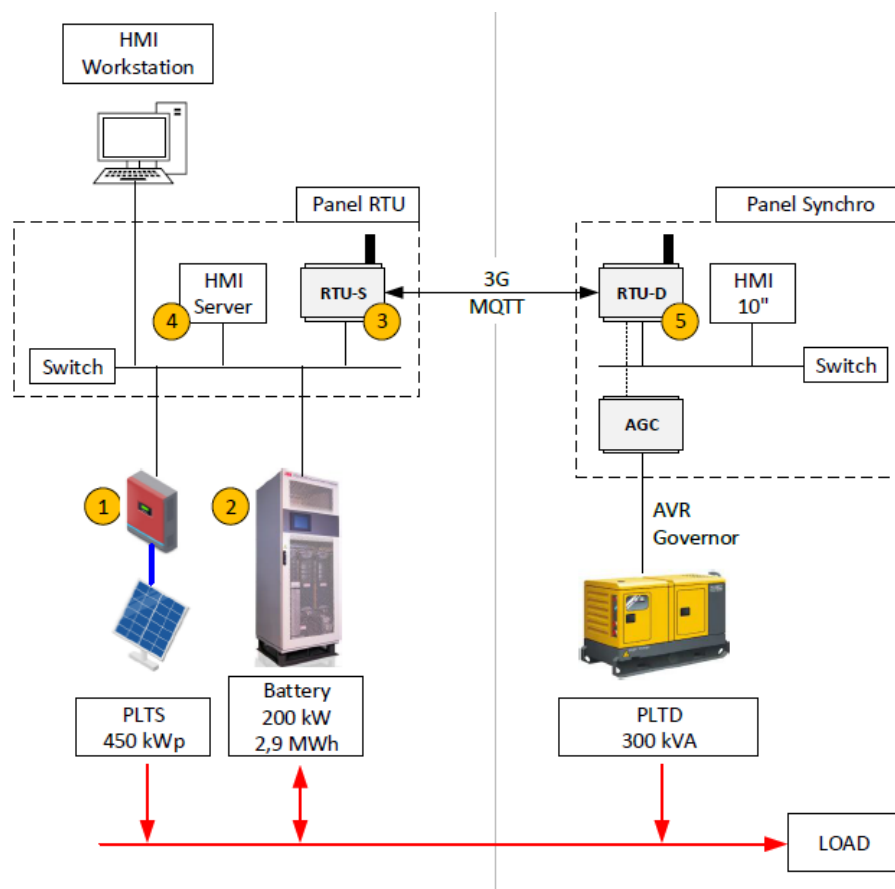 HMI
Workstation
Panel RTU
Panel Synchro
HMI
Server
4
RTU-S
3
3G
MQTT
RTU-D
5
HMI
10"
Switch
Switch
AGC
1
2
AVR
Governor
PLTS
450 kWp
Battery
200 kW
2,9 MWh
PLTD
300 kVA
LOAD